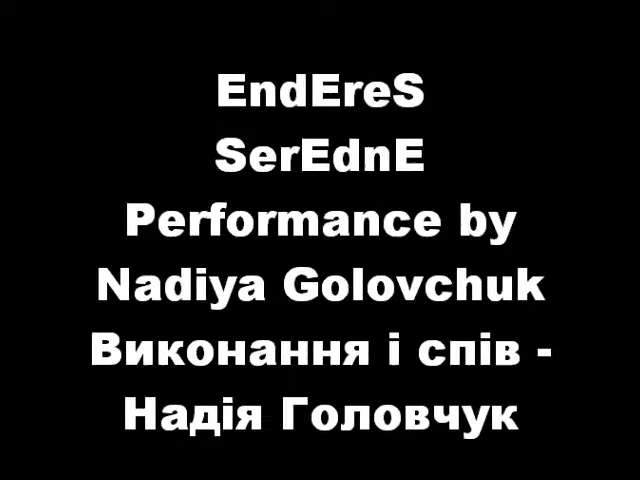 EndEreS
SerEdnE
Performance by
Nadiya Golovchuk
Виконання і спів -
Надія Головчук